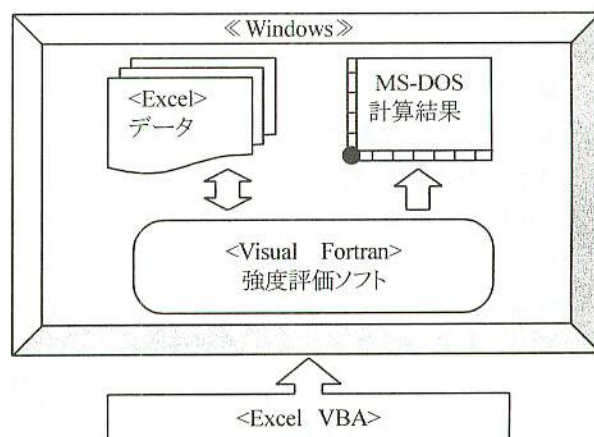 ≪Windows≫
<Excel>
データ
MS-DOS
計算結果
<Visual Fortran>
強度評価ソフト
<Excel VBA>